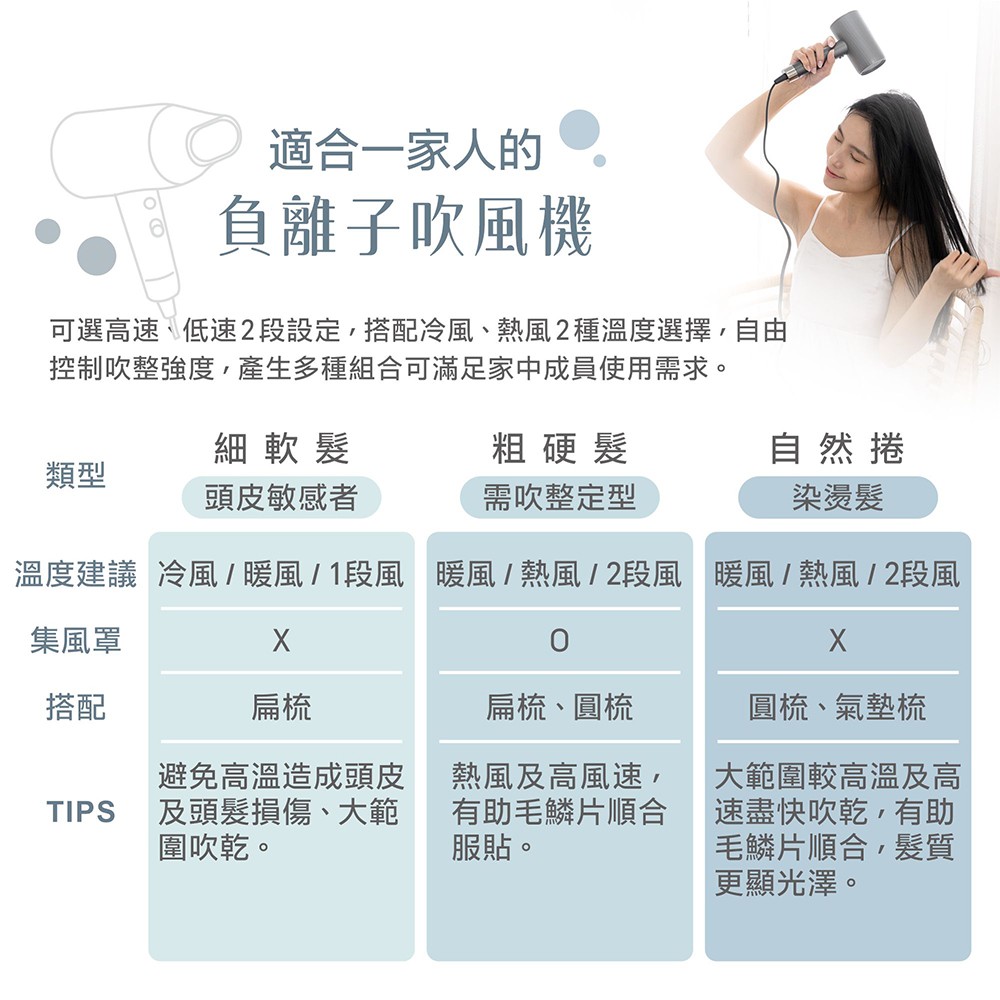 適合一家人的
負離子吹風機
可選高速、低速2段設定，搭配冷風、熱風2種溫度選擇，自由
控制吹整強度，產生多種組合可滿足家中成員使用需求。
類型
細軟髮
頭皮敏感者
粗硬髮
需吹整定型
自然捲
染燙髮
溫度建議 冷風/暖風/1段風 暖風/熱風/2段風 暖風/熱風/2段風
集風罩 X O X
搭配 扁梳 扁梳、圓梳 圓梳、氣墊梳
TIPS
避免高溫造成頭皮
及頭髮損傷、大範
圍吹乾。
熱風及高風速，
有助毛鱗片順合
服貼。
大範圍較高溫及高
速盡快吹乾，有助
毛鱗片順合，髮質
更顯光澤。